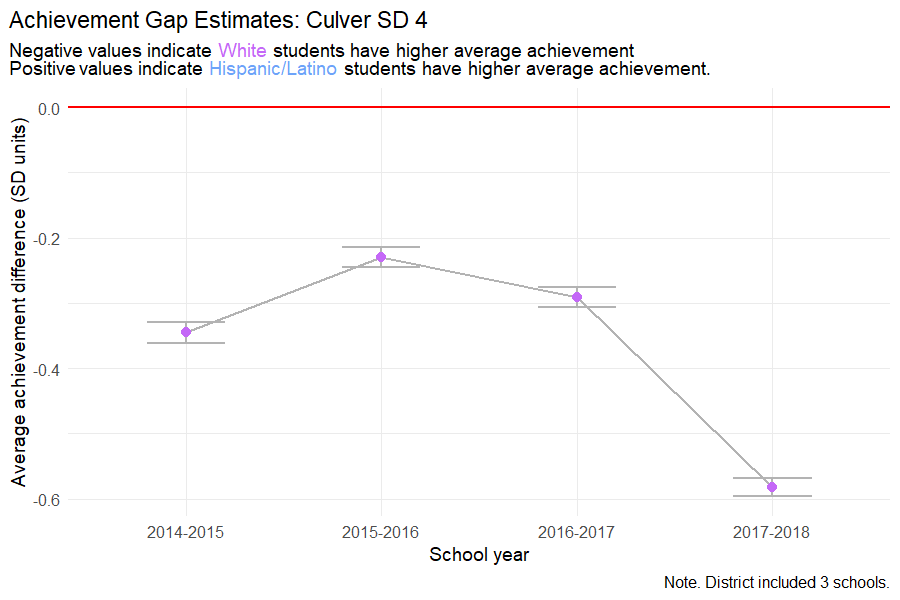 Achievement Gap Estimates: Culver SD 4
Negative values indicate White students have higher average achievement
Positive values indicate Hispanic/Latino students have higher average achievement.
Average achievement difference (SD units)
0.0
-0.2
-0.4
-0.6
2014-2015 2015-2016 2016-2017 2017-2018
School year
Note. District included 3 schools.